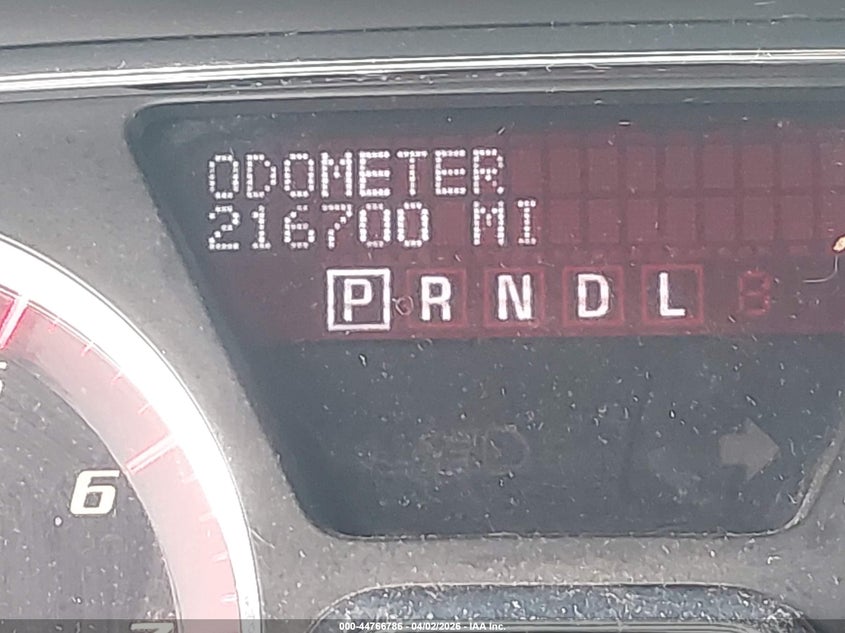 ODOMETER
216700 MI
P R N D L
6
000-44766786 - 04/02/2026 - IAA Inc.